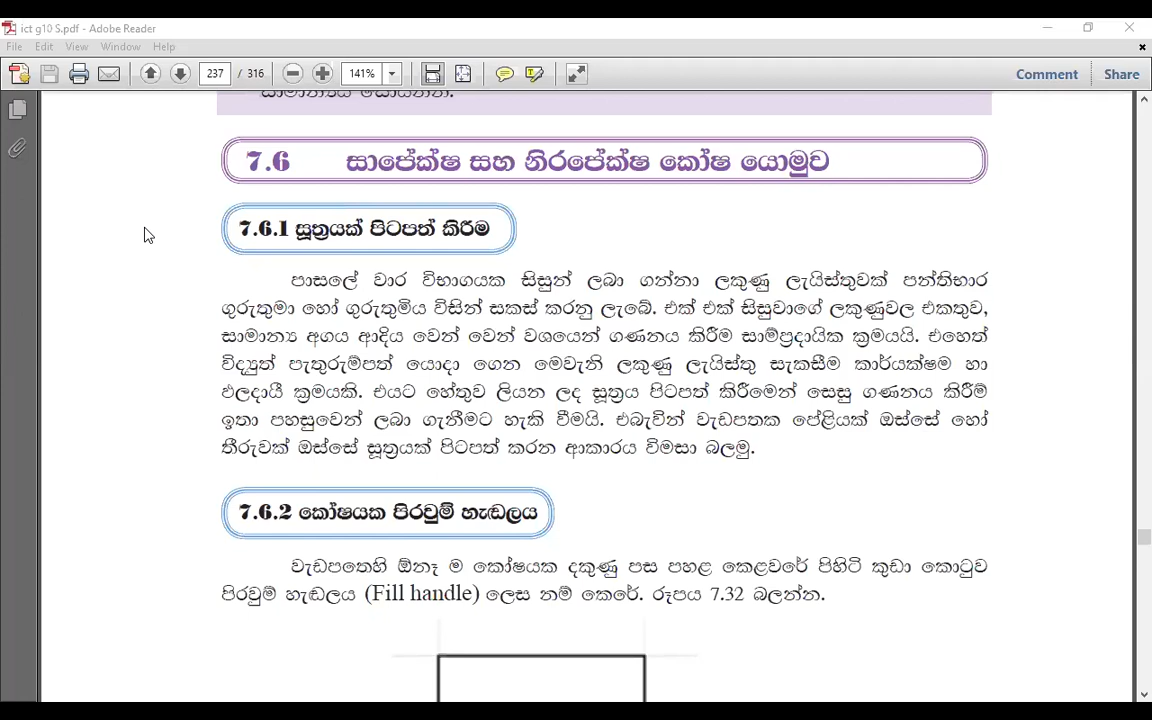 ict g10 S.pdf - Adobe Reader
File Edit View Window Help
237 / 316 141% Comment Share
සාමාන්‍යය සොයන්න.
7.6 සාපේක්ෂ සහ නිරපේක්ෂ කෝෂ යොමුව
7.6.1 සූත්‍රයක් පිටපත් කිරීම
පාසලේ වාර විභාගයක සිසුන් ලබා ගන්නා ලකුණු ලැයිස්තුවක් පන්තිභාර
ගුරුතුමා හෝ ගුරුතුමිය විසින් සකස් කරනු ලැබේ. එක් එක් සිසුවාගේ ලකුණුවල එකතුව,
සාමාන්‍ය අගය ආදිය වෙන් වෙන් වශයෙන් ගණනය කිරීම සාම්ප්‍රදායික ක්‍රමයයි. එහෙත්
විද්‍යුත් පැතුරුම්පත් යොදා ගෙන මෙවැනි ලකුණු ලැයිස්තු සැකසීම කාර්යක්ෂම හා
ඵලදායී ක්‍රමයකි. එයට හේතුව ලියන ලද සූත්‍රය පිටපත් කිරීමෙන් සෙසු ගණනය කිරීම්
ඉතා පහසුවෙන් ලබා ගැනීමට හැකි වීමයි. එබැවින් වැඩපතක පේළියක් ඔස්සේ හෝ
තීරුවක් ඔස්සේ සූත්‍රයක් පිටපත් කරන ආකාරය විමසා බලමු.
7.6.2 කෝෂයක පිරවුම් හැඬලය
වැඩපතෙහි ඕනෑ ම කෝෂයක දකුණු පස පහළ කෙළවරේ පිහිටි කුඩා කොටුව
පිරවුම් හැඬලය (Fill handle) ලෙස නම් කෙරේ. රූපය 7.32 බලන්න.